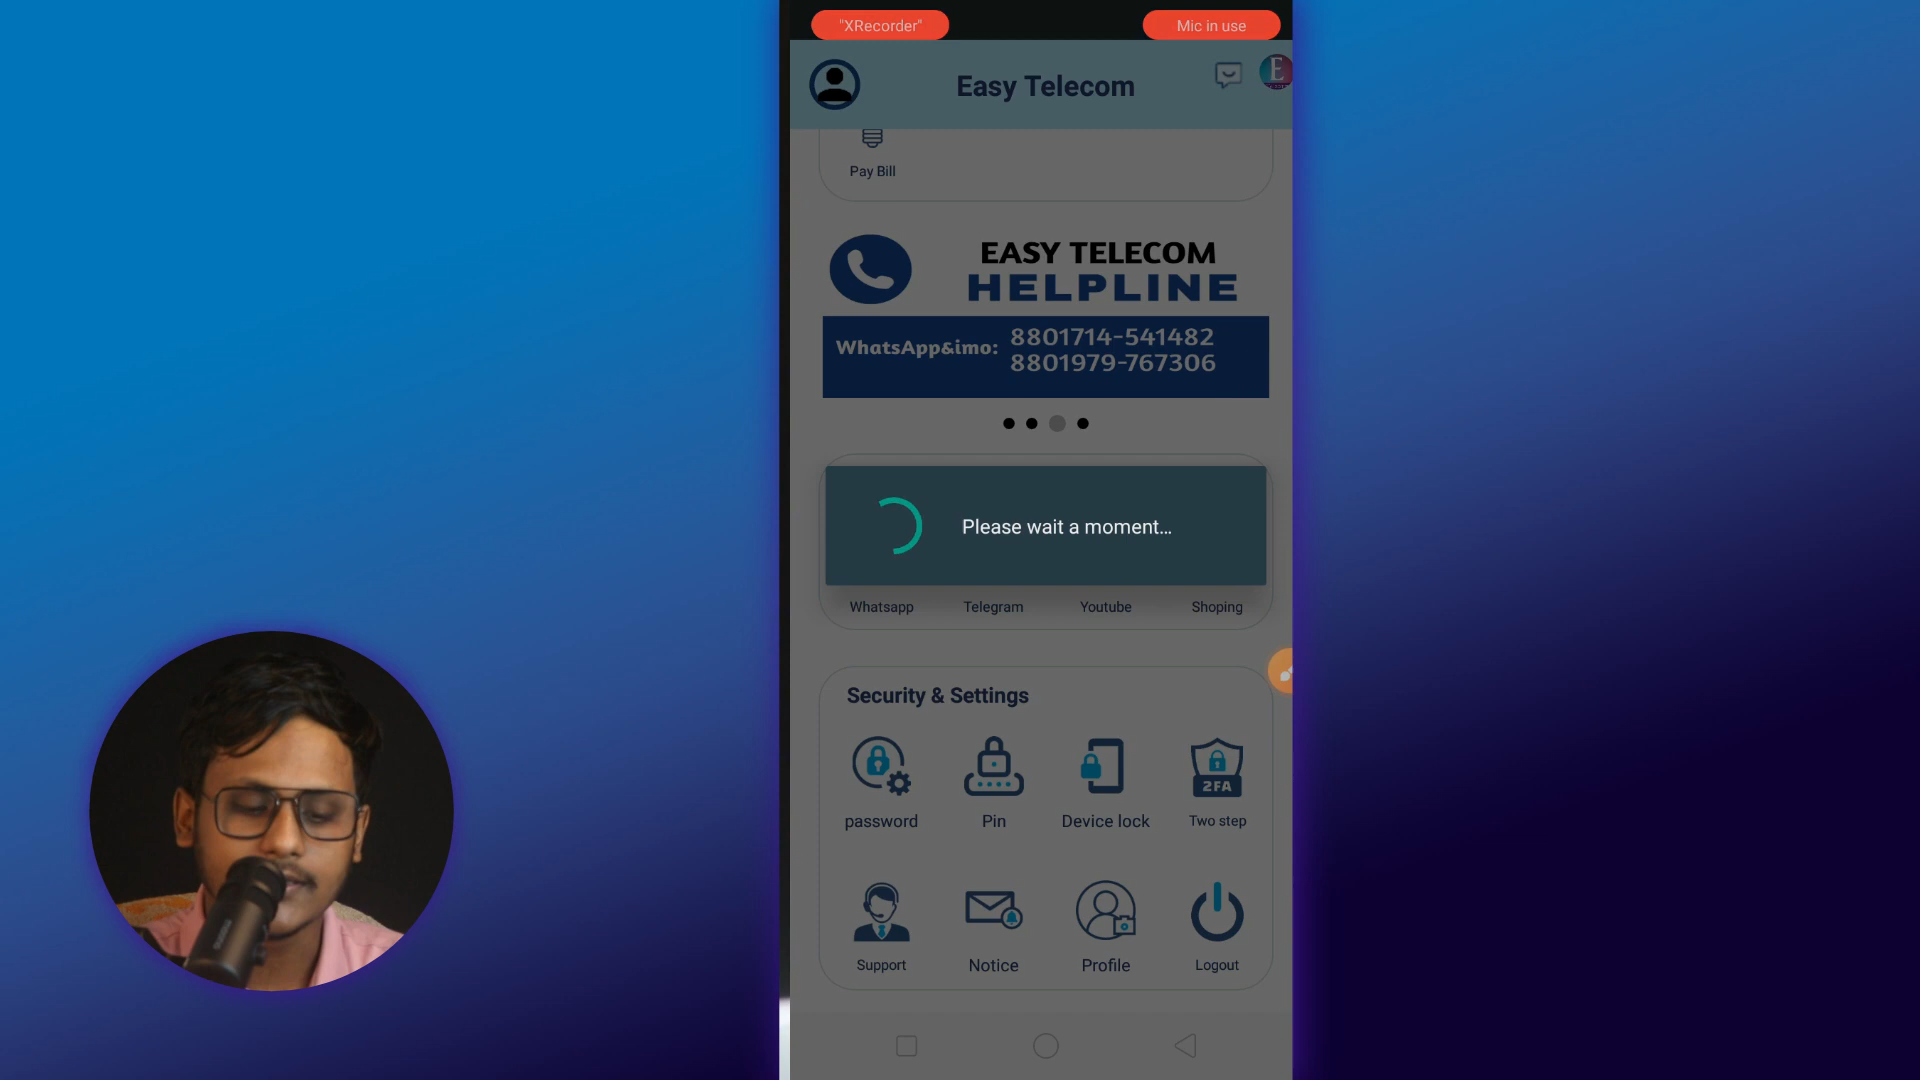 "XRecorder"
Mic in use
Easy Telecom
E
Pay Bill
EASY TELECOM
HELPLINE
WhatsApp&imo:
8801714-541482
8801979-767306
Please wait a moment...
Whatsapp
Telegram
Youtube
Shoping
Security & Settings
2FA
password
Pin
Device lock
Two step
Support
Notice
Profile
Logout